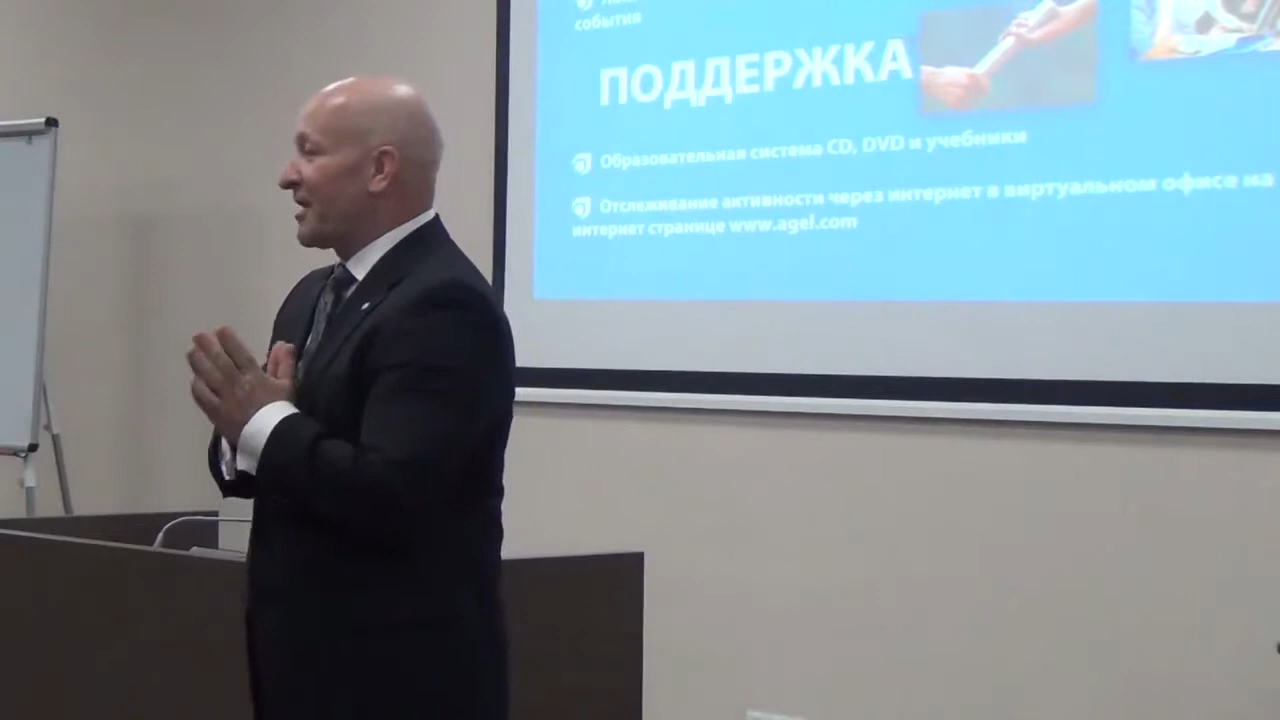 события
ПОДДЕРЖКА
Образовательная система CD, DVD и учебники
Отслеживание активности через интернет в виртуальном офисе на
интернет странице www.agel.com